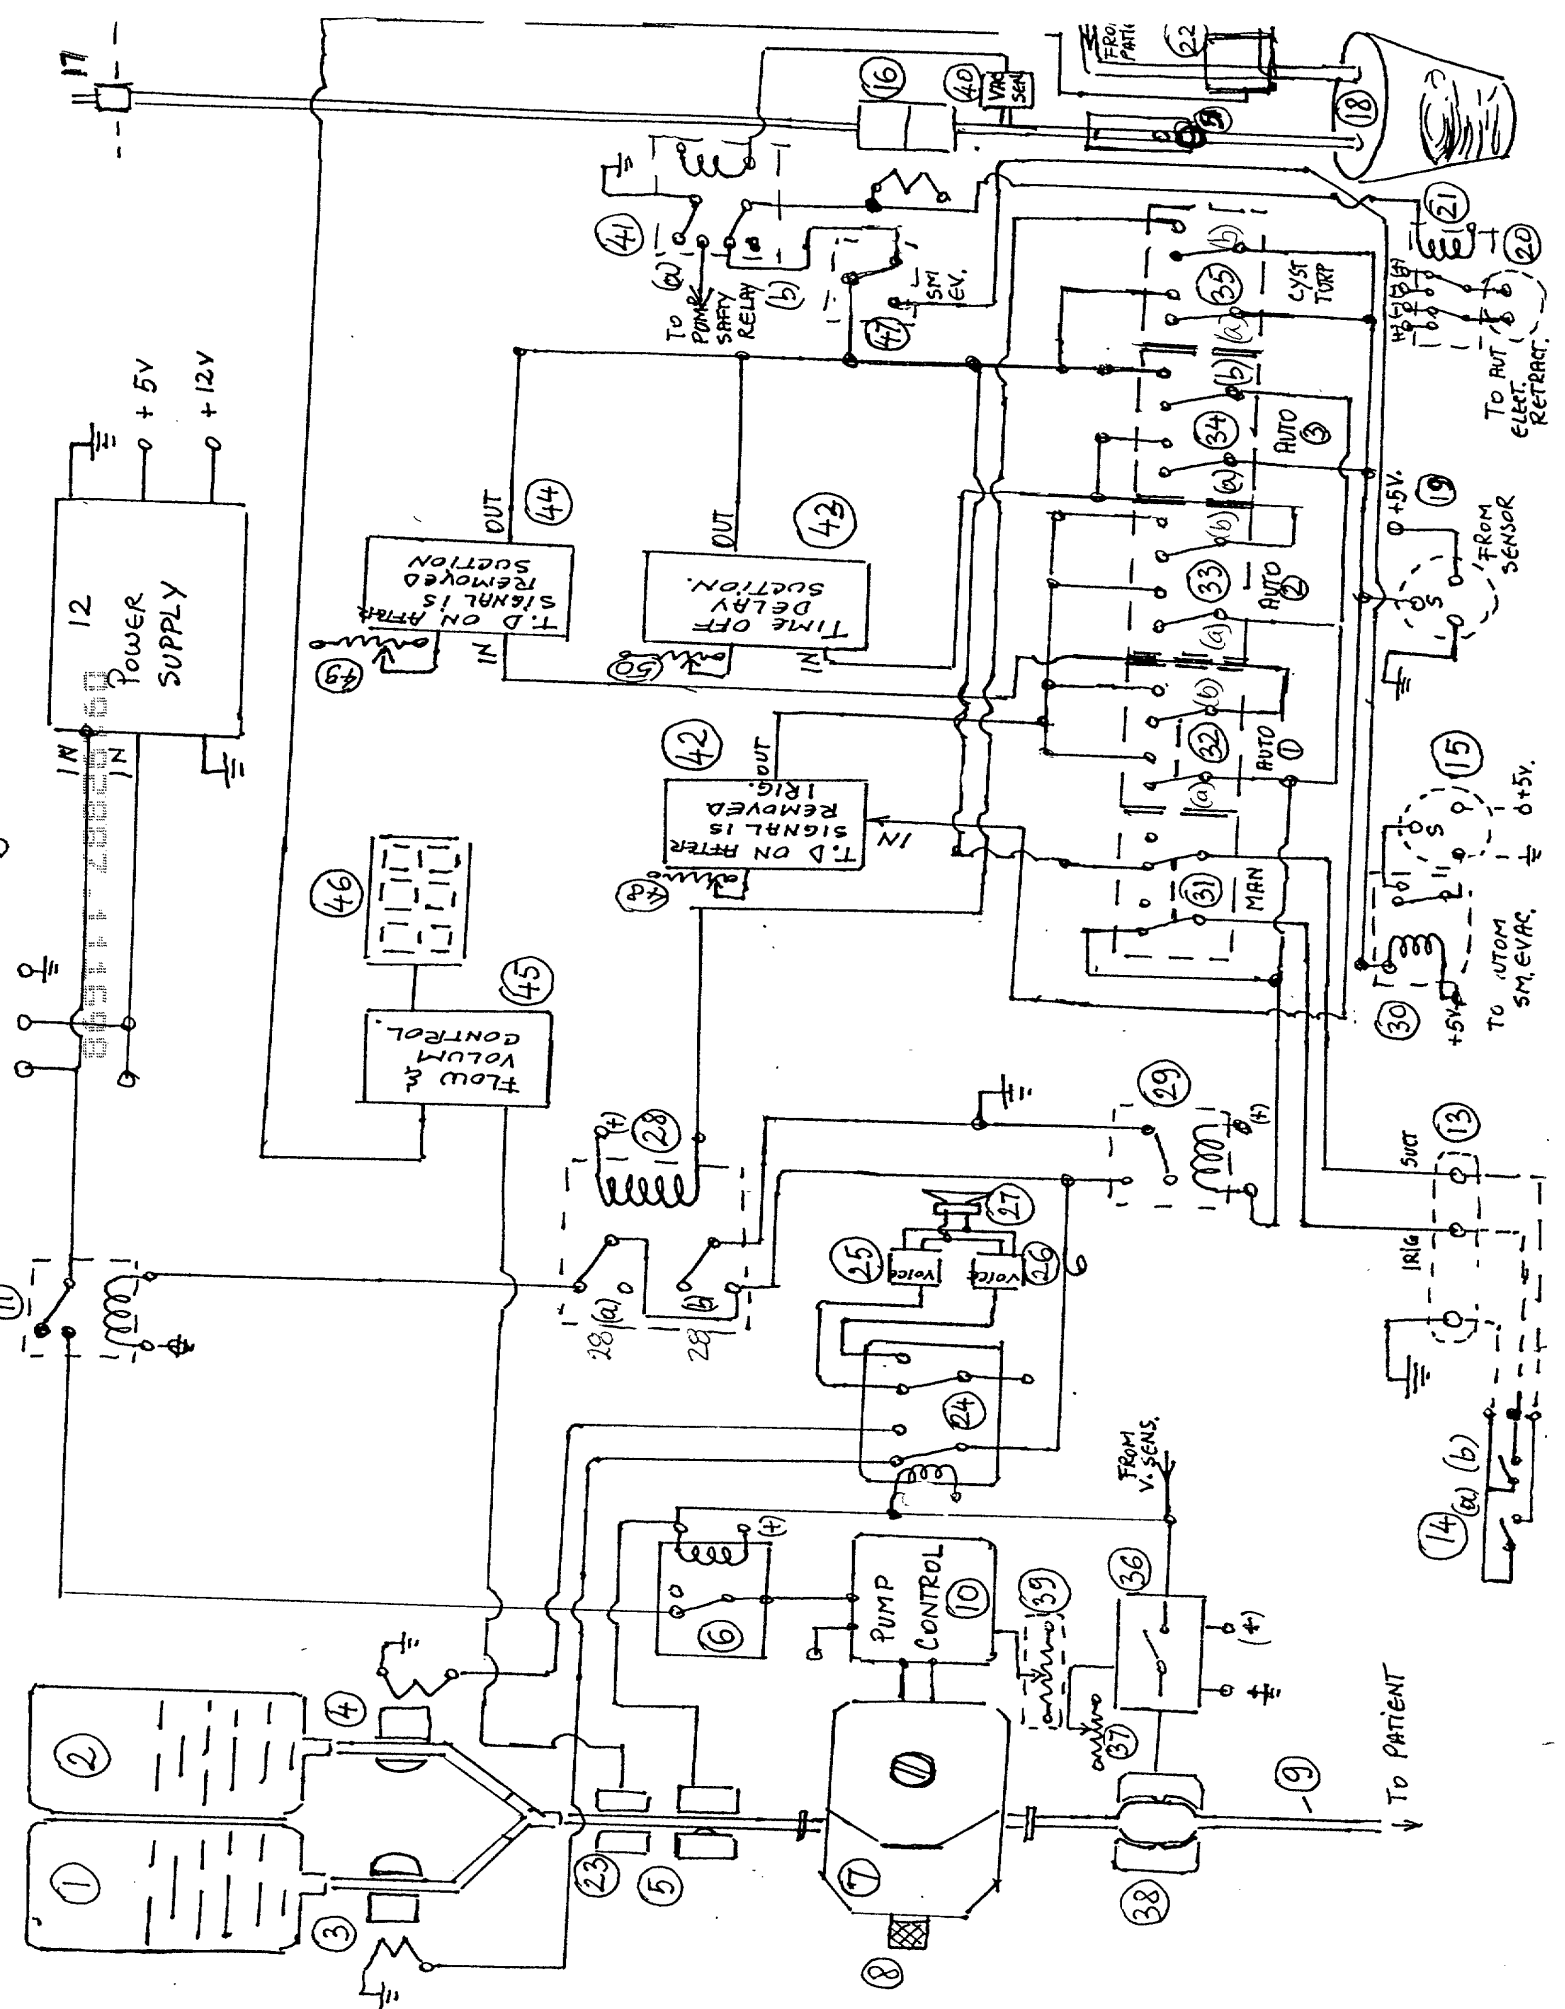 17
12
POWER
SUPPLY
IN
IN
+5V
+12V
09/032887.111698
11
46
45
FLOW &
VOLUM
CONTROL.
49
T.D ON AFTER
SIGNAL IS
REMOVED
SUCTION
IN
OUT
44
50
TIME OFF
DELAY
SUCTION.
IN
OUT
43
48
T.D ON AFTER
SIGNAL IS
REMOVED
IRIG.
IN
OUT
42
41
(a)
(b)
TO
PUMP
SAFTY
RELAY
47
SM
EV.
16
40
VAC
SEN
FROM
PATIE
22
18
21
20
(+)
(-)
TO AUT
ELECT.
RETRACT.
35
(b)
(a)
CYST
TURP
34
(b)
(a)
AUTO
3
33
(b)
(a)
AUTO
2
32
(b)
(a)
AUTO
1
31
MAN
19
+5V.
S
FROM
SENSOR
15
S
+5V.
30
+5V
TO AUTOM
SM. EVAC.
28
(+)
28(a)
28
(b)
29
(+)
25
VOICE
26
VOICE
27
6
24
13
SUCT
IRIG
14
(a)
(b)
FROM
V. SENS.
36
(+)
37
39
6
(+)
PUMP
CONTROL
10
1
2
3
4
23
5
7
8
38
9
TO PATIENT